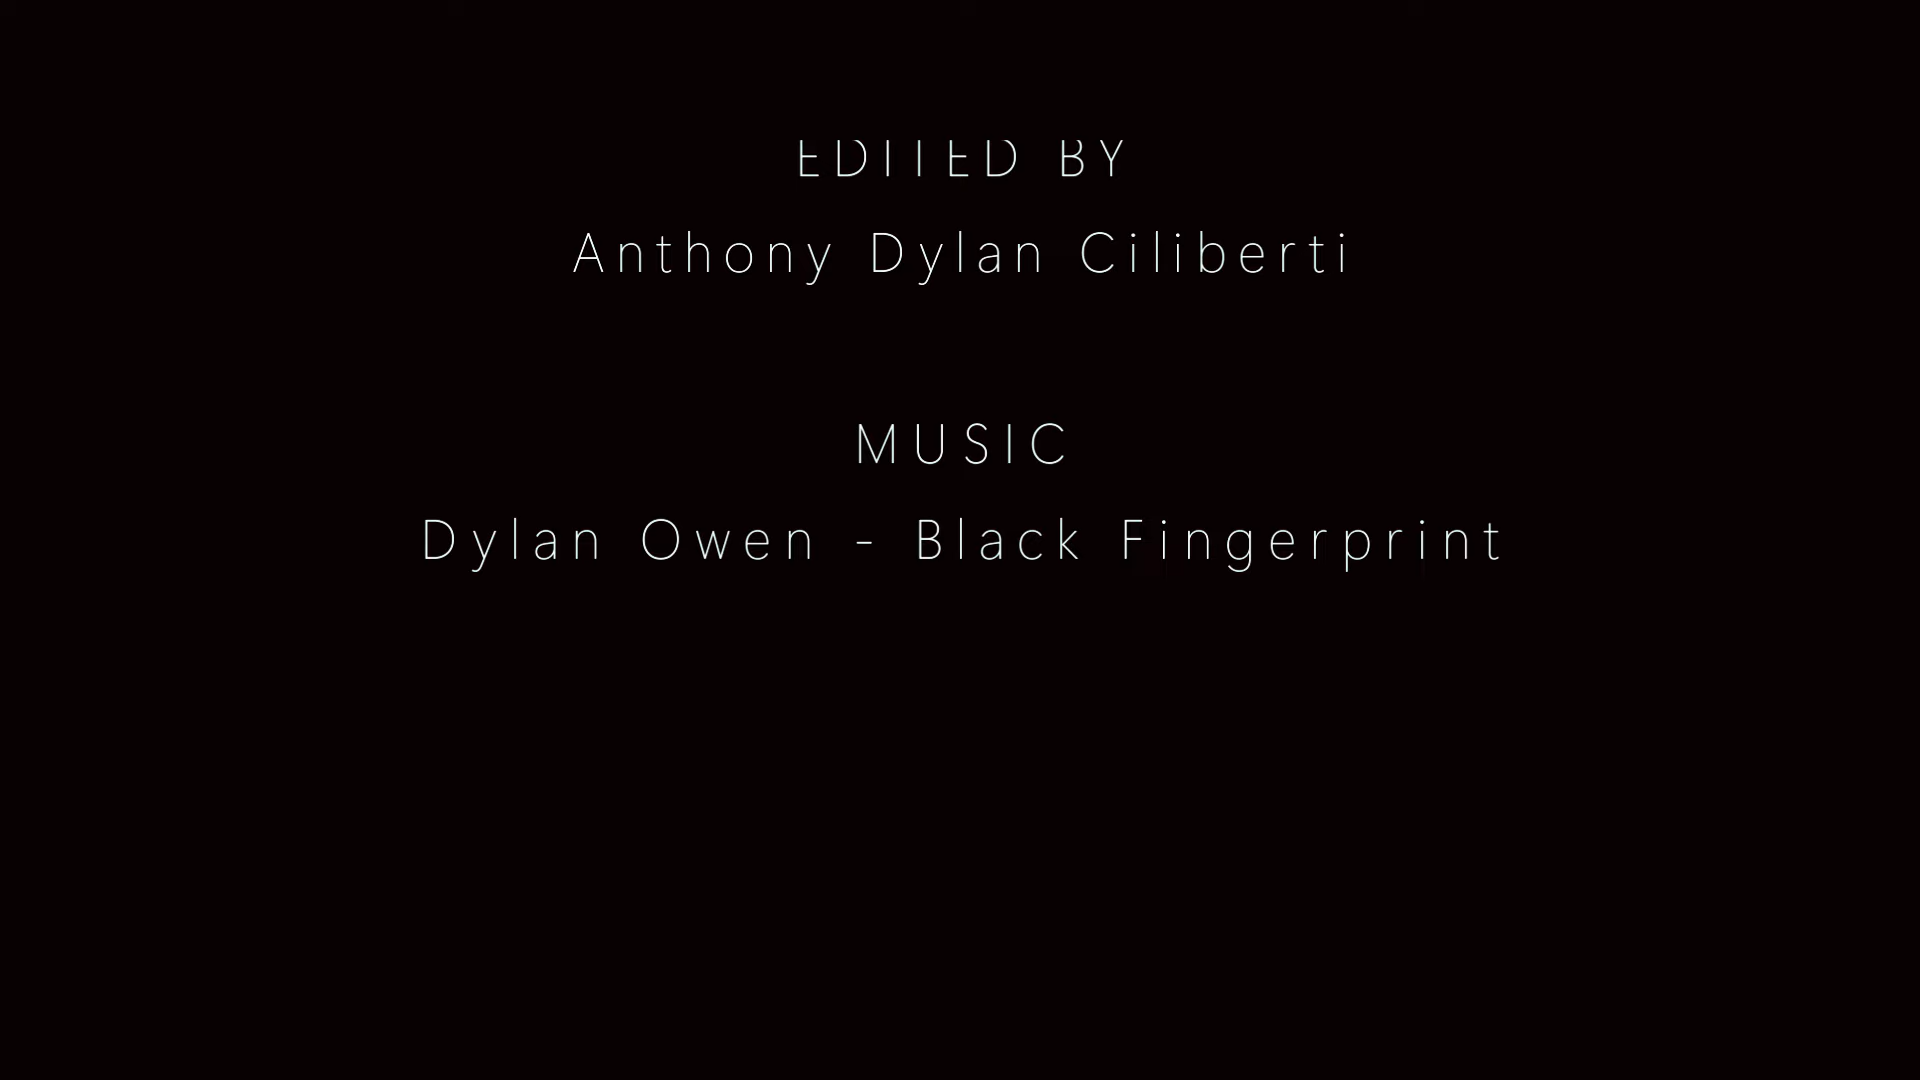 EDITED BY
Anthony Dylan Ciliberti
MUSIC
Dylan Owen - Black Fingerprint